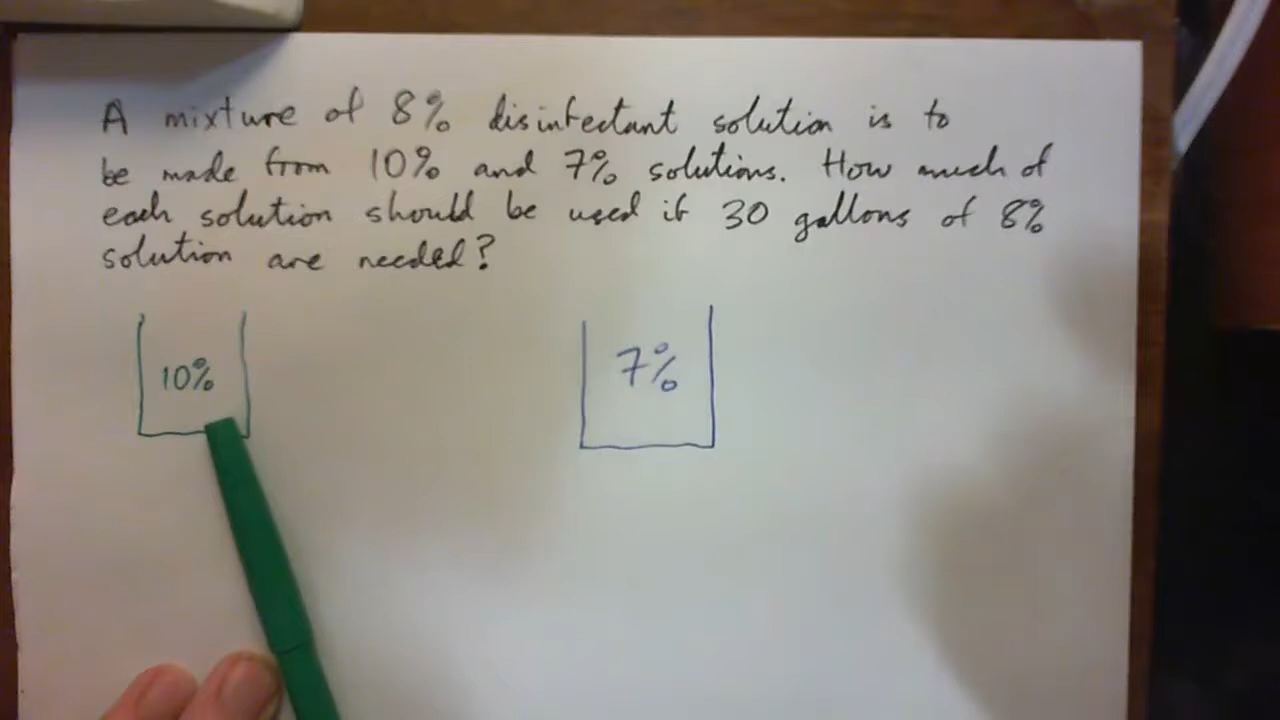 A mixture of 8% disinfectant solution is to
be made from 10% and 7% solutions. How much of
each solution should be used if 30 gallons of 8%
solution are needed?
10%
7%